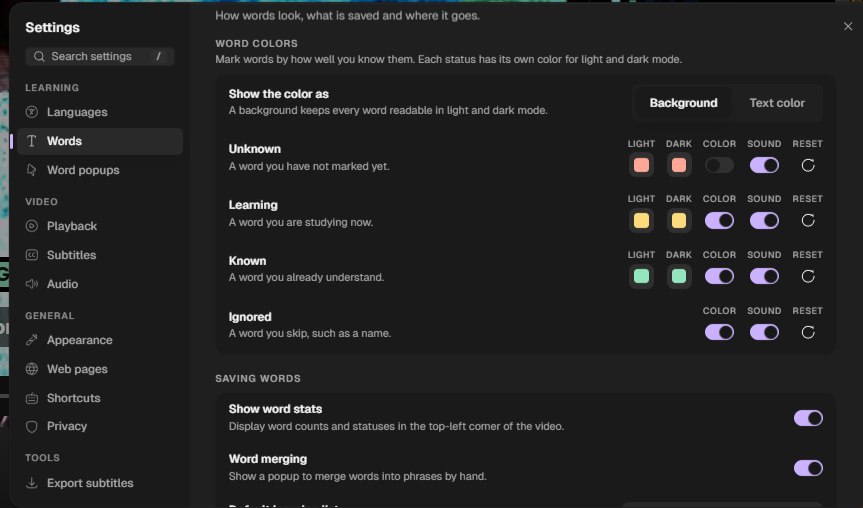 Settings
Search settings /
LEARNING
Languages
Words
Word popups
VIDEO
Playback
Subtitles
Audio
GENERAL
Appearance
Web pages
Shortcuts
Privacy
TOOLS
Export subtitles
How words look, what is saved and where it goes.
WORD COLORS
Mark words by how well you know them. Each status has its own color for light and dark mode.
Show the color as
A background keeps every word readable in light and dark mode.
Background Text color
Unknown
A word you have not marked yet.
LIGHT DARK COLOR SOUND RESET
Learning
A word you are studying now.
LIGHT DARK COLOR SOUND RESET
Known
A word you already understand.
LIGHT DARK COLOR SOUND RESET
Ignored
A word you skip, such as a name.
COLOR SOUND RESET
SAVING WORDS
Show word stats
Display word counts and statuses in the top-left corner of the video.
Word merging
Show a popup to merge words into phrases by hand.